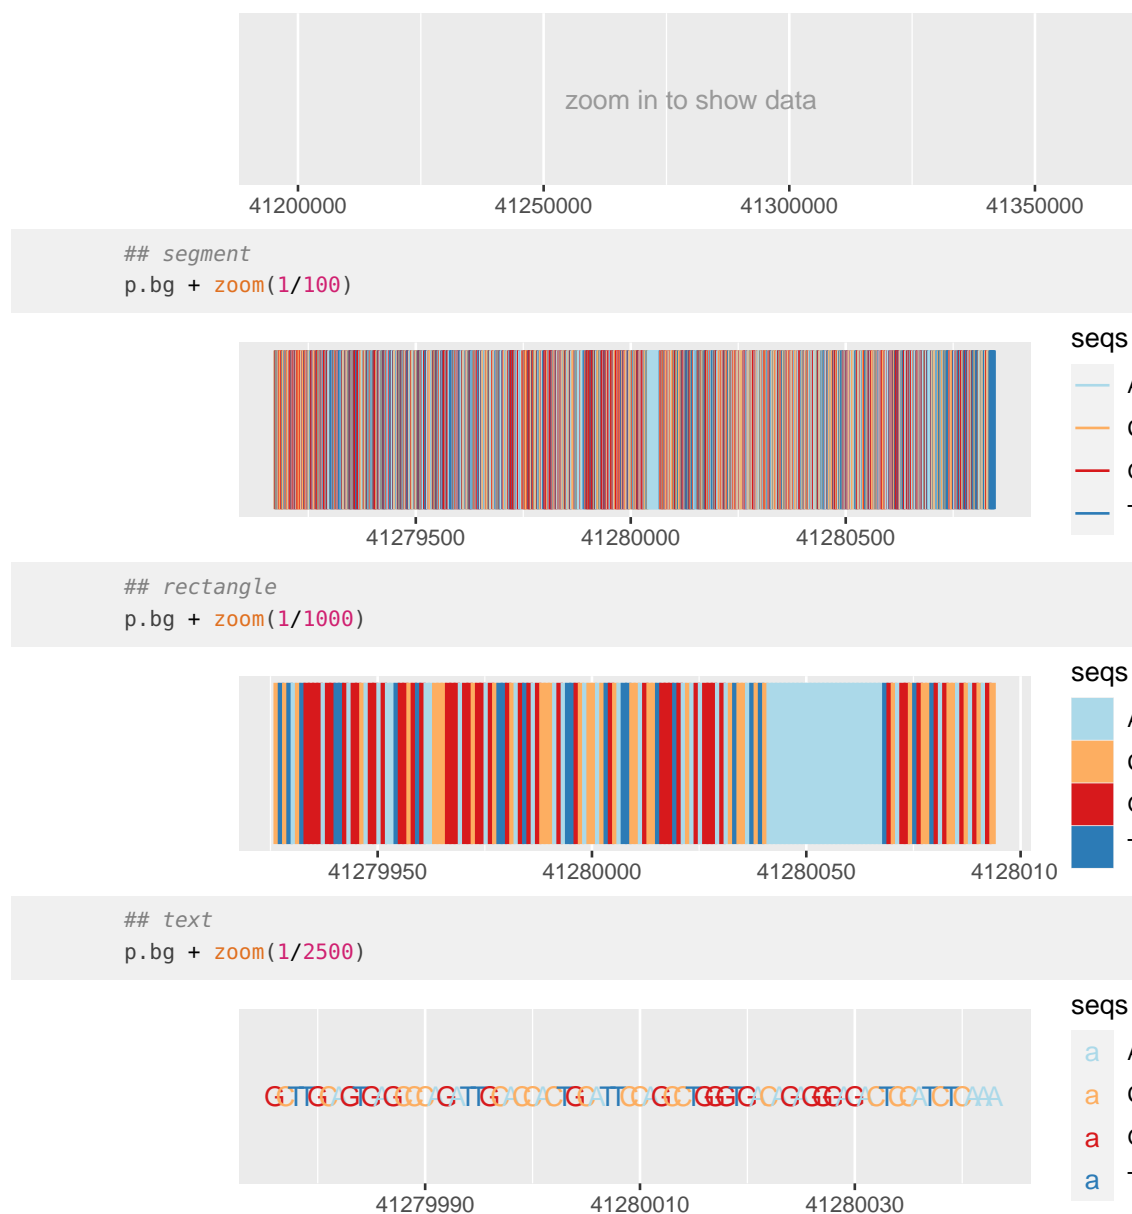 zoom in to show data
41200000 41250000 41300000 41350000
## segment
p.bg + zoom(1/100)
seqs
T
41279500 41280000 41280500
## rectangle
p.bg + zoom(1/1000)
seqs
T
41279950 41280000 41280050 4128010
## text
p.bg + zoom(1/2500)
seqs
a A
a
a
a
41279990 41280010 41280030